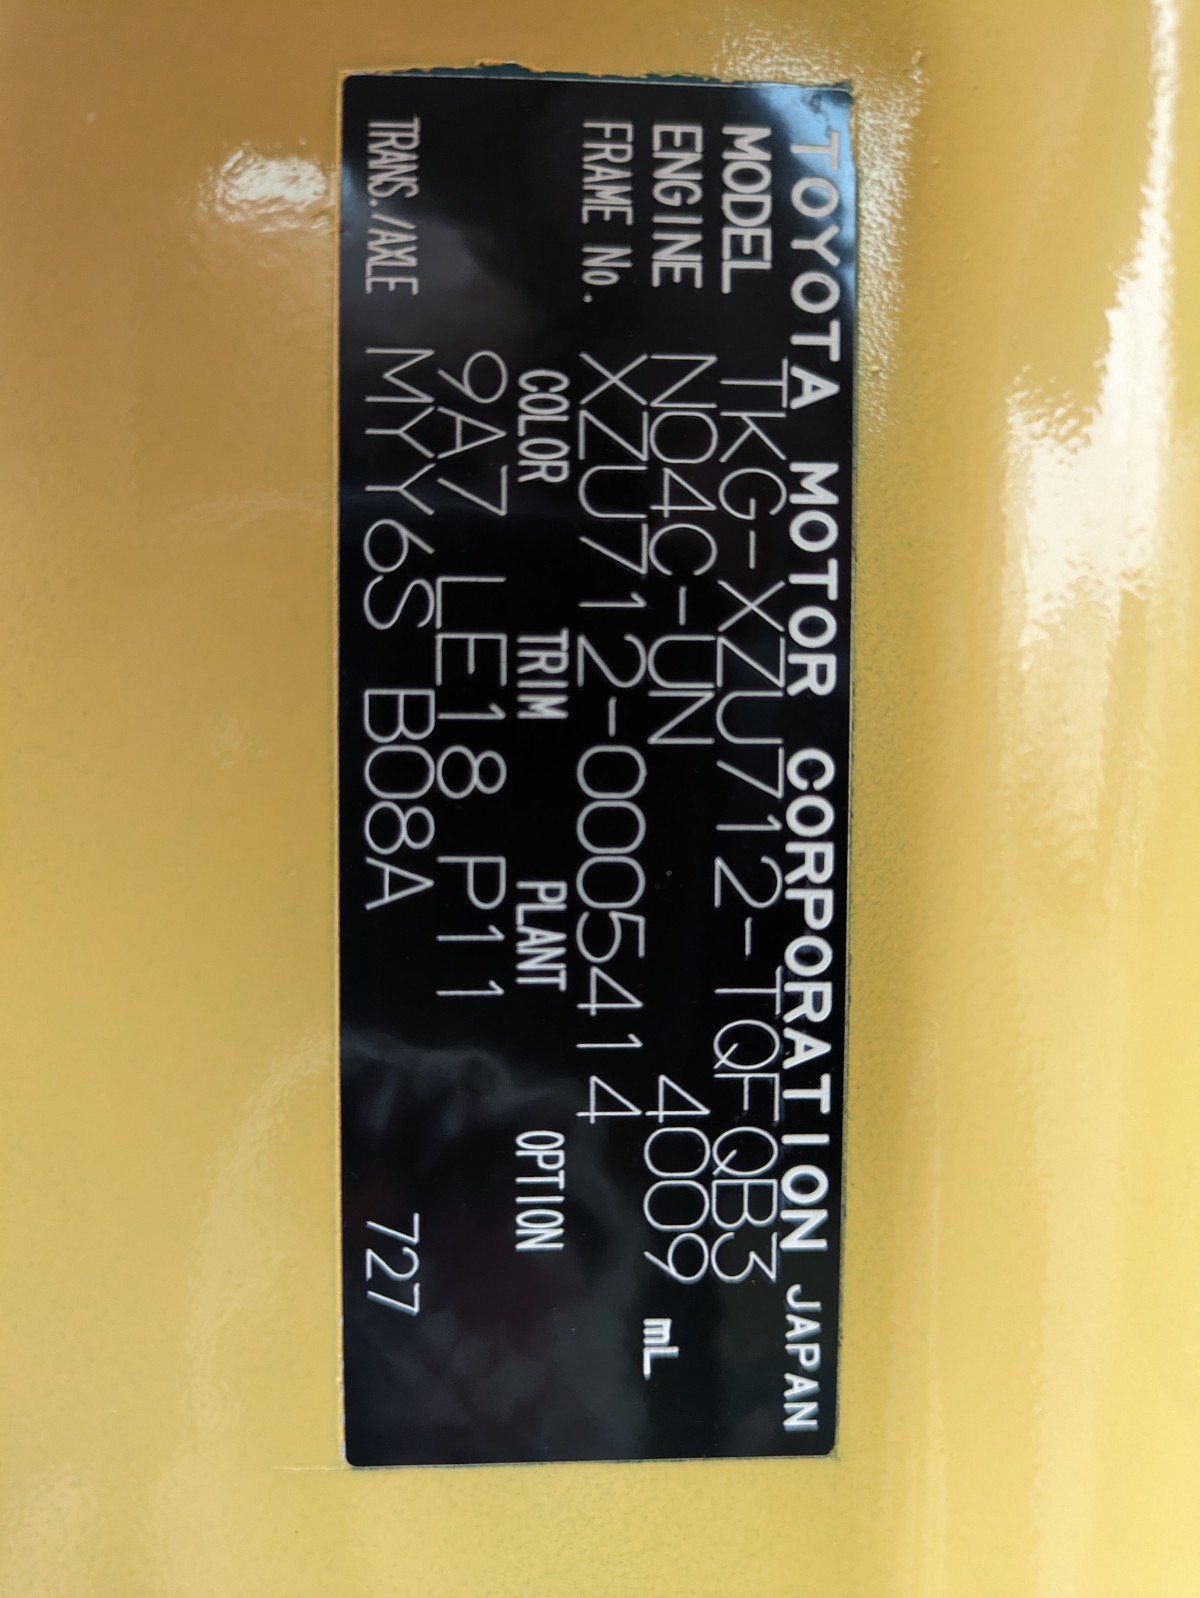 TOYOTA MOTOR CORPORATION JAPAN
MODEL TKG-XZU712-TQFQB3
ENGINE N04C-UN 4009 mL
FRAME No. XZU712-0005414
COLOR TRIM PLANT OPTION
9A7 LE18 P11
TRANS./AXLE MYY6S B08A 727